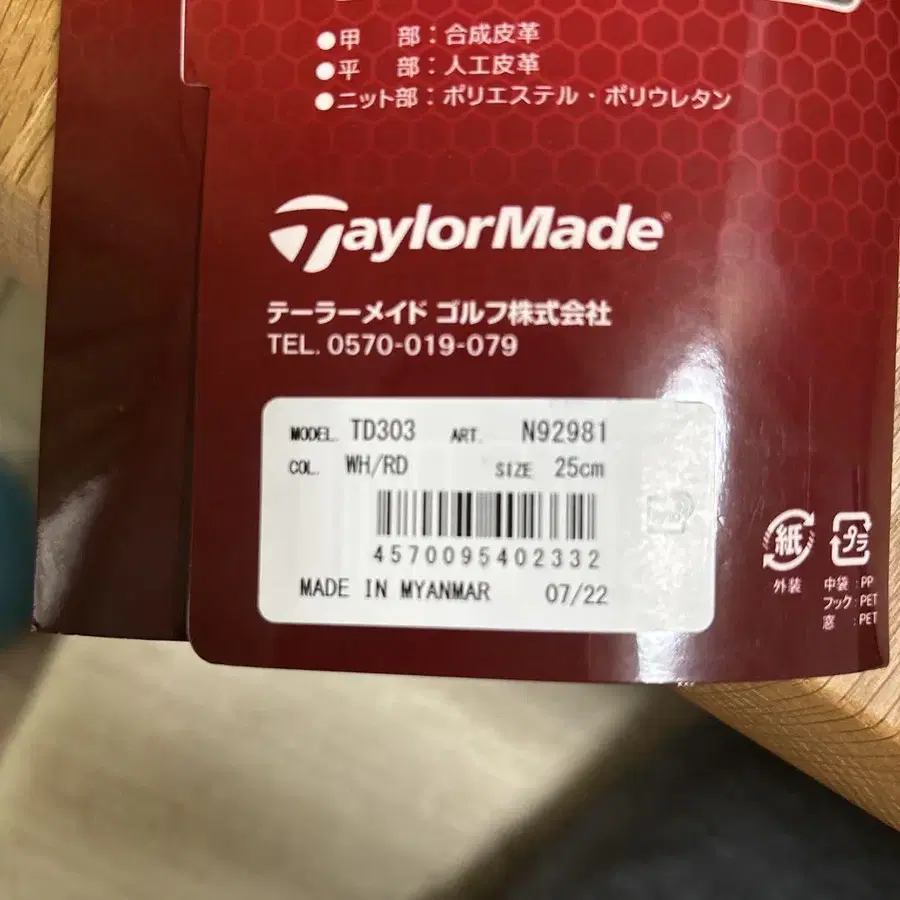 ●甲 部：合成皮革
●平 部：人工皮革
●ニット部：ポリエステル・ポリウレタン
TaylorMade
テーラーメイド ゴルフ株式会社
TEL. 0570-019-079
MODEL. TD303 ART. N92981
COL. WH/RD SIZE 25cm
4570095402332
MADE IN MYANMAR 07/22
紙 プラ
外装 中袋：PP
フック：PET
窓 ：PET